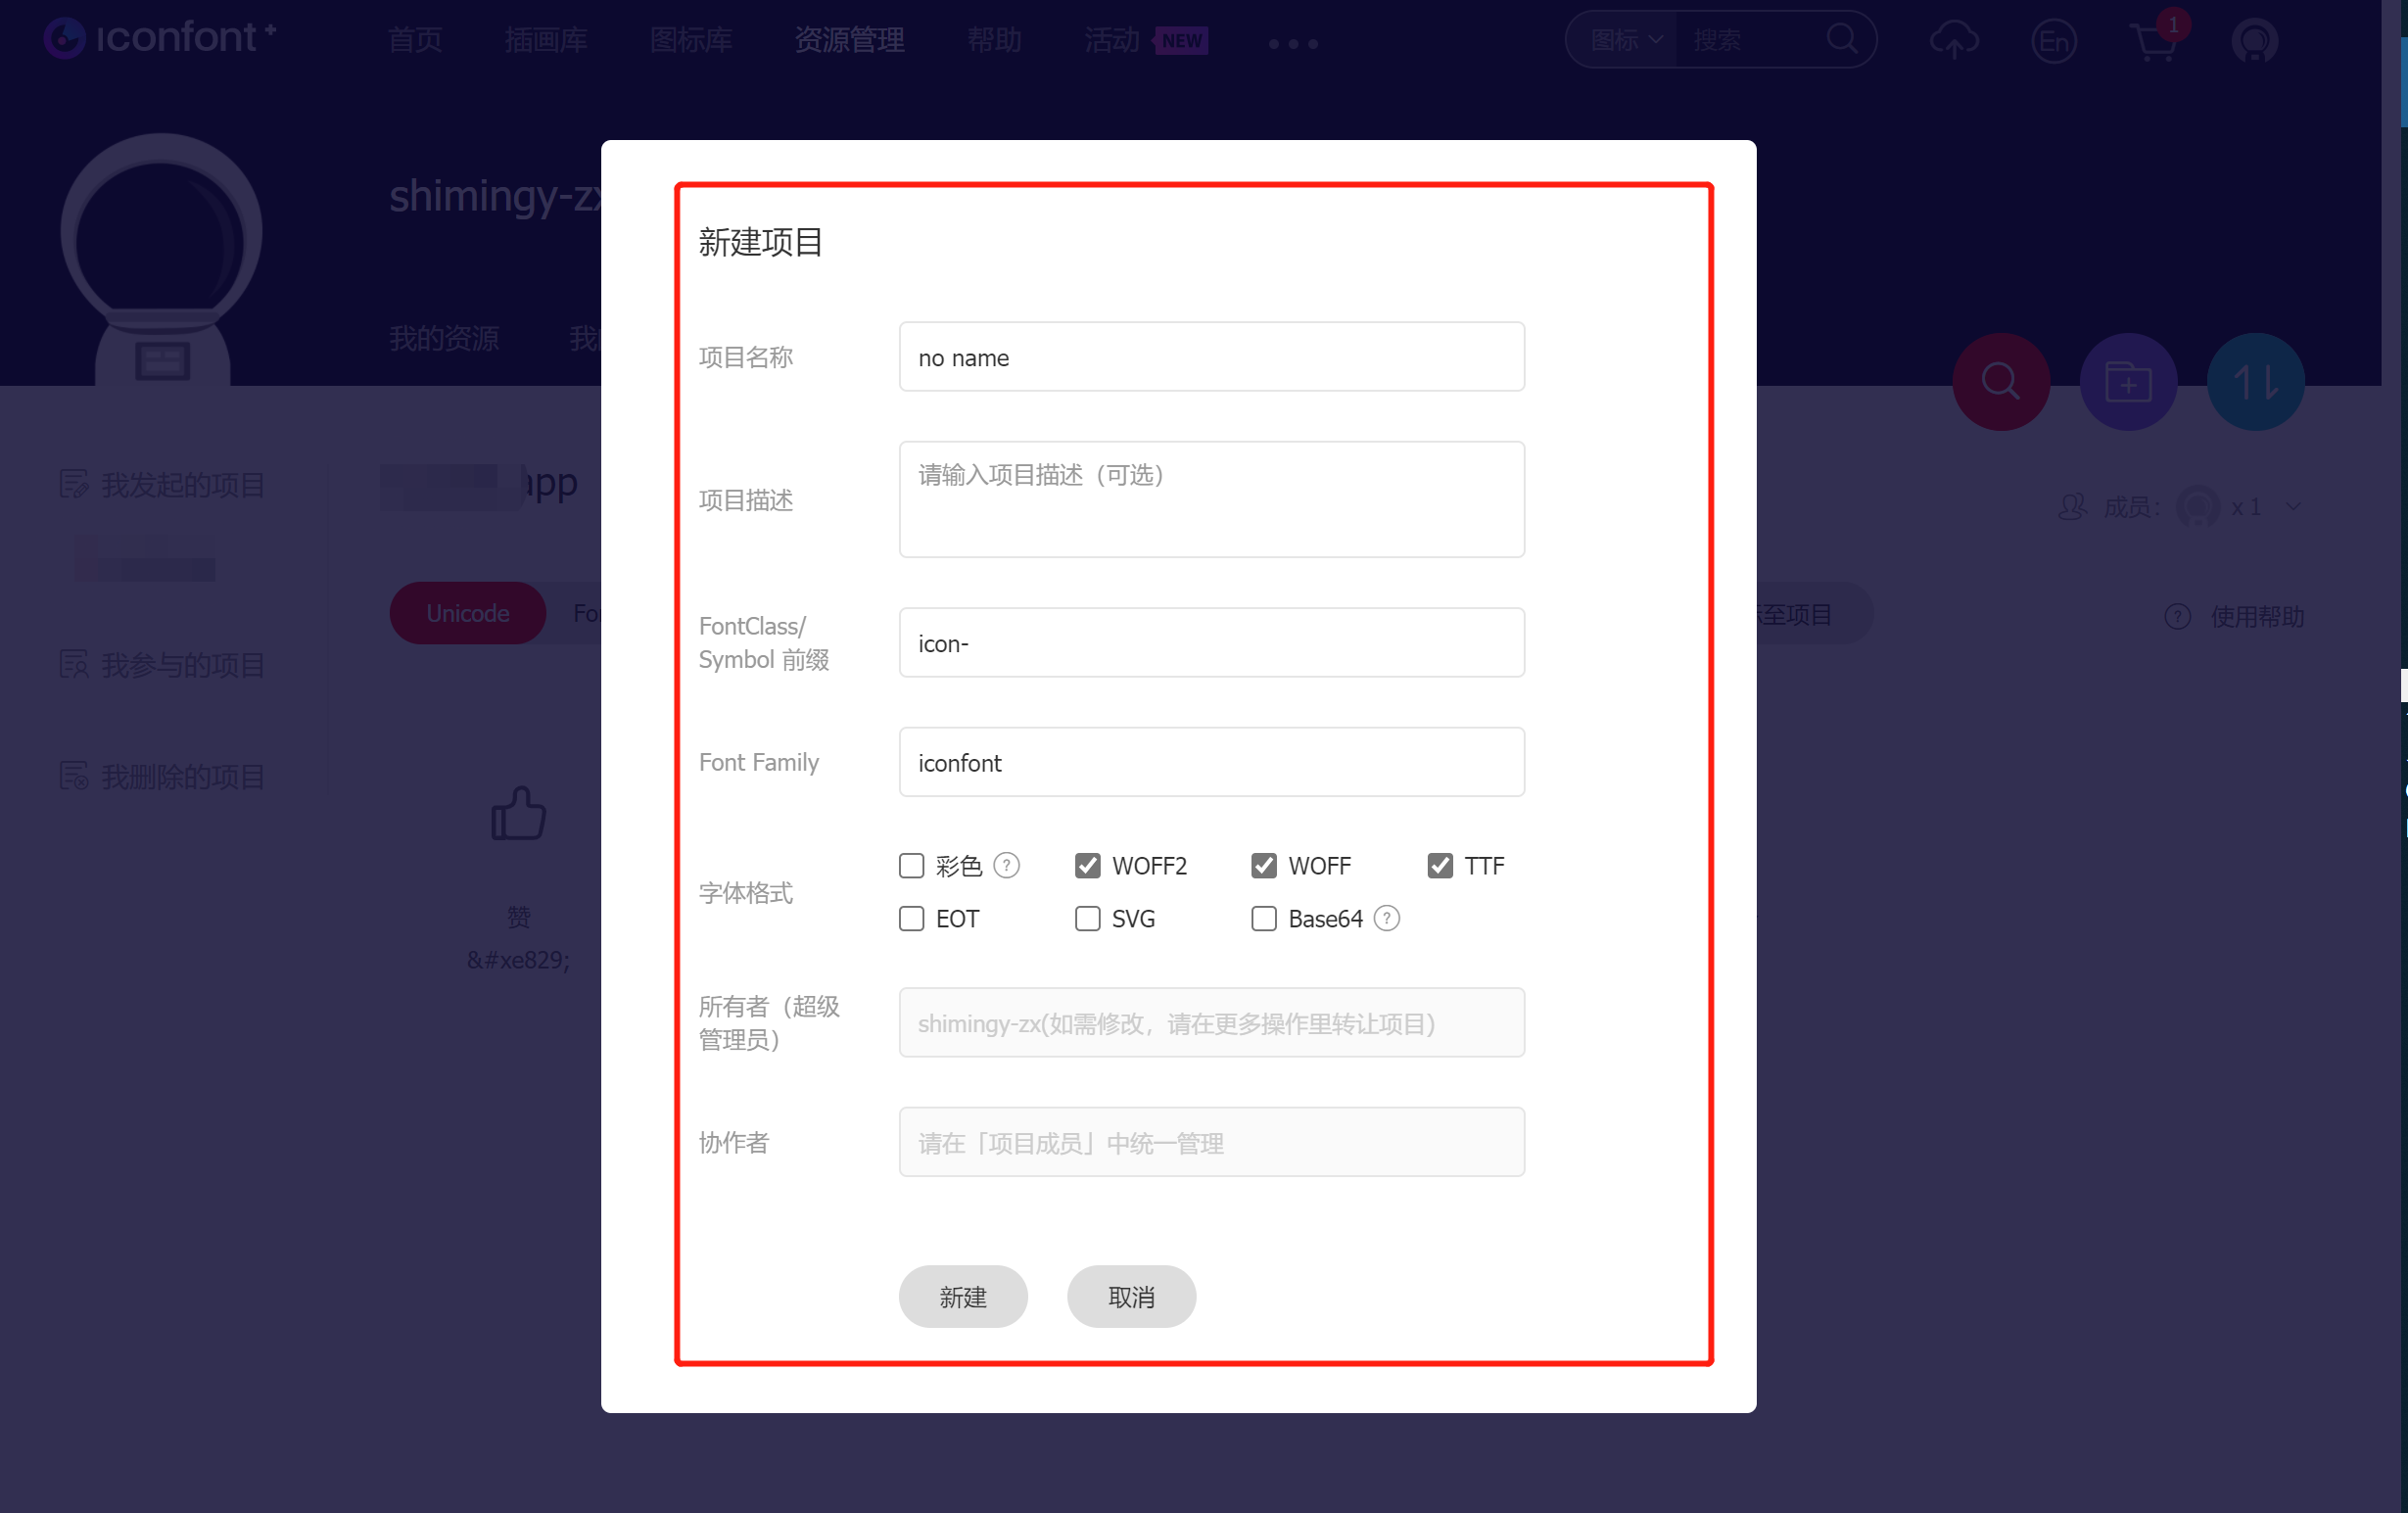 iconfont+
首页
插画库
图标库
资源管理
帮助
活动
NEW
图标
搜索
En
1
shimingy-zx
我的资源
新建项目
项目名称
no name
项目描述
请输入项目描述（可选）
FontClass/
Symbol 前缀
icon-
Font Family
iconfont
字体格式
彩色 ?
WOFF2
WOFF
TTF
EOT
SVG
Base64 ?
所有者（超级
管理员）
shimingy-zx(如需修改，请在更多操作里转让项目)
协作者
请在「项目成员」中统一管理
新建
取消
我发起的项目
我参与的项目
我删除的项目
app
成员：
x 1
Unicode
至项目
? 使用帮助
赞
&#xe829;